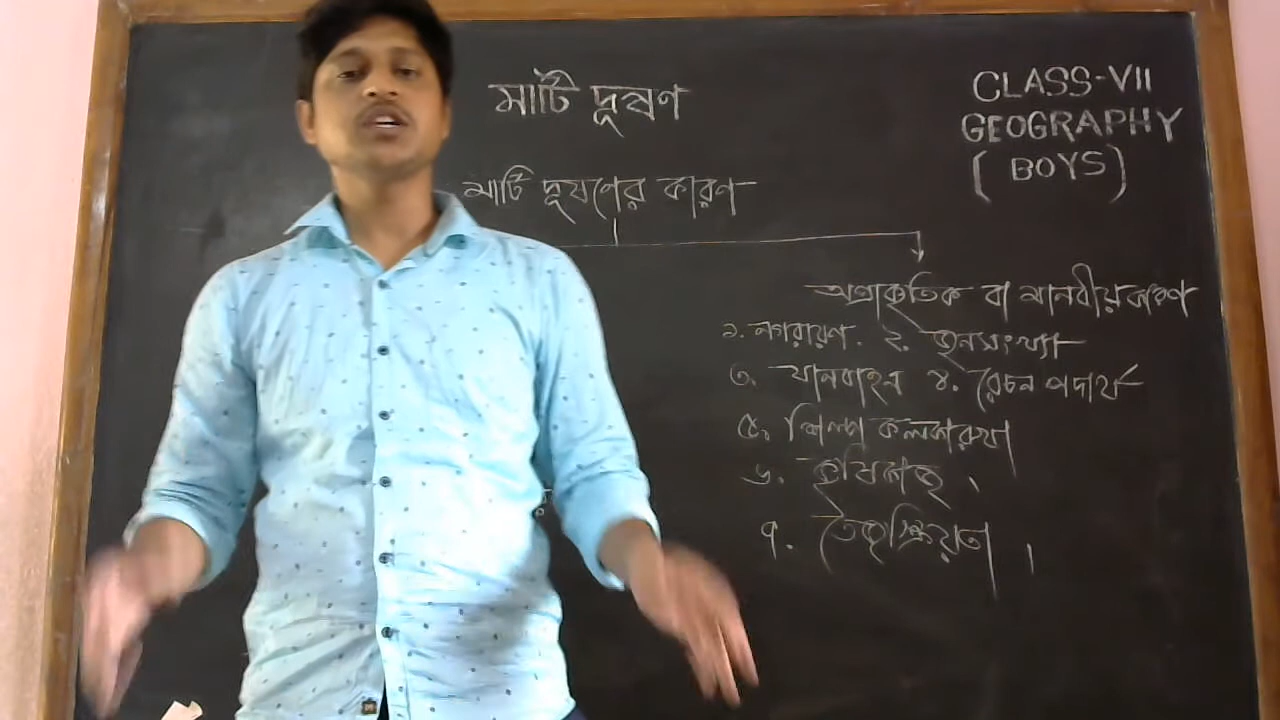 মাটি দূষণ
CLASS-VII
GEOGRAPHY
(BOYS)
মাটি দূষণের কারণ
অপ্রাকৃতিক বা মানবীয় কারণ
১. নগরায়ণ. ২. জনসংখ্যা
৩. যানবাহন ৪. রেচন পদার্থ
৫. শিল্প কলকারখা
৬. কৃষিকাজ।
৭. তৈজস্ক্রিয়তা।